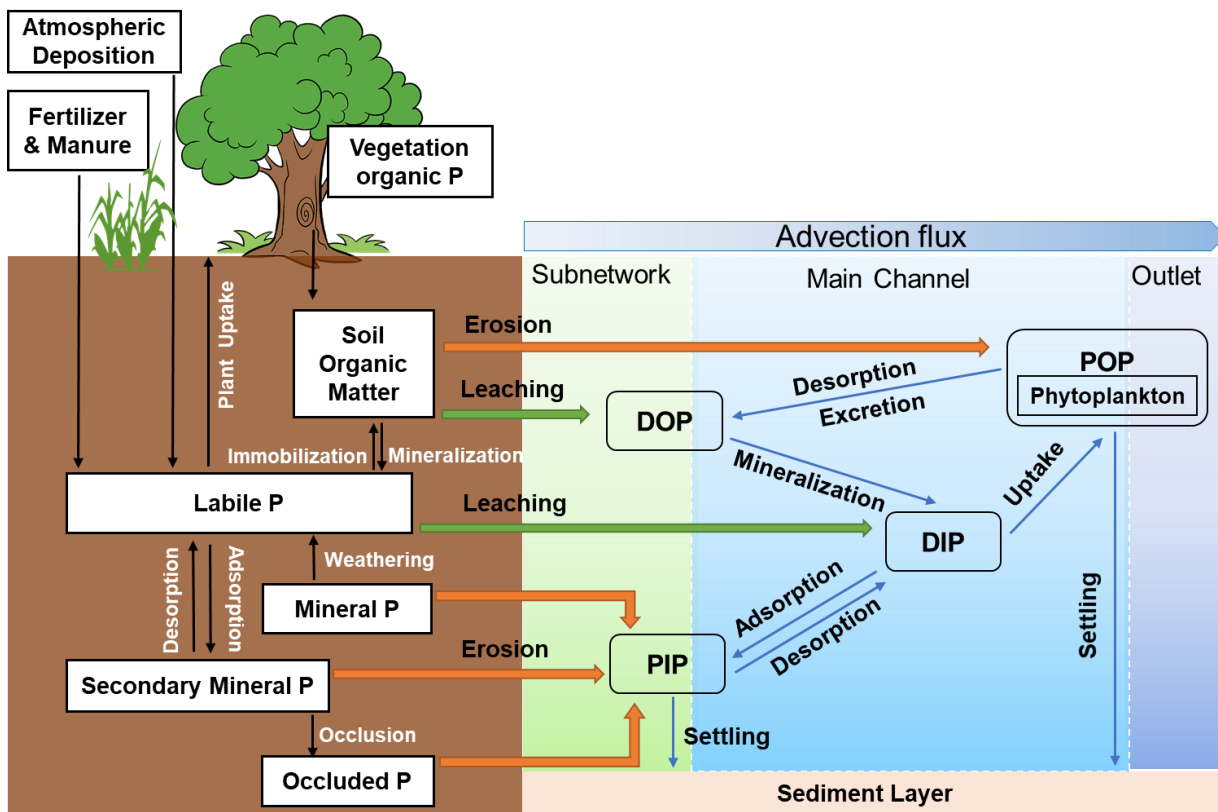 Atmospheric
Deposition
Fertilizer
& Manure
Vegetation
organic P
Advection flux
Subnetwork
Main Channel
Outlet
Plant Uptake
Soil
Organic
Matter
Erosion
Leaching
DOP
Desorption
Excretion
POP
Phytoplankton
Immobilization
Mineralization
Mineralization
Uptake
Labile P
Leaching
DIP
Desorption
Adsorption
Weathering
Mineral P
Adsorption
Desorption
Settling
Erosion
PIP
Secondary Mineral P
Occlusion
Settling
Occluded P
Sediment Layer